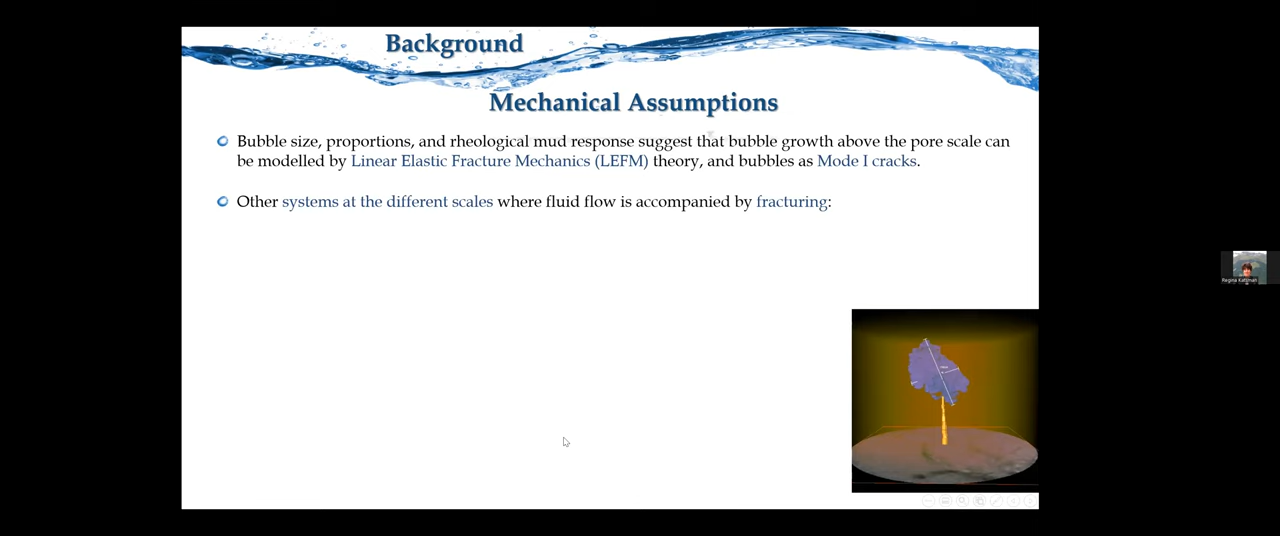 Background
Mechanical Assumptions
Bubble size, proportions, and rheological mud response suggest that bubble growth above the pore scale can
be modelled by Linear Elastic Fracture Mechanics (LEFM) theory, and bubbles as Mode I cracks.
Other systems at the different scales where fluid flow is accompanied by fracturing:
Regina Katsman